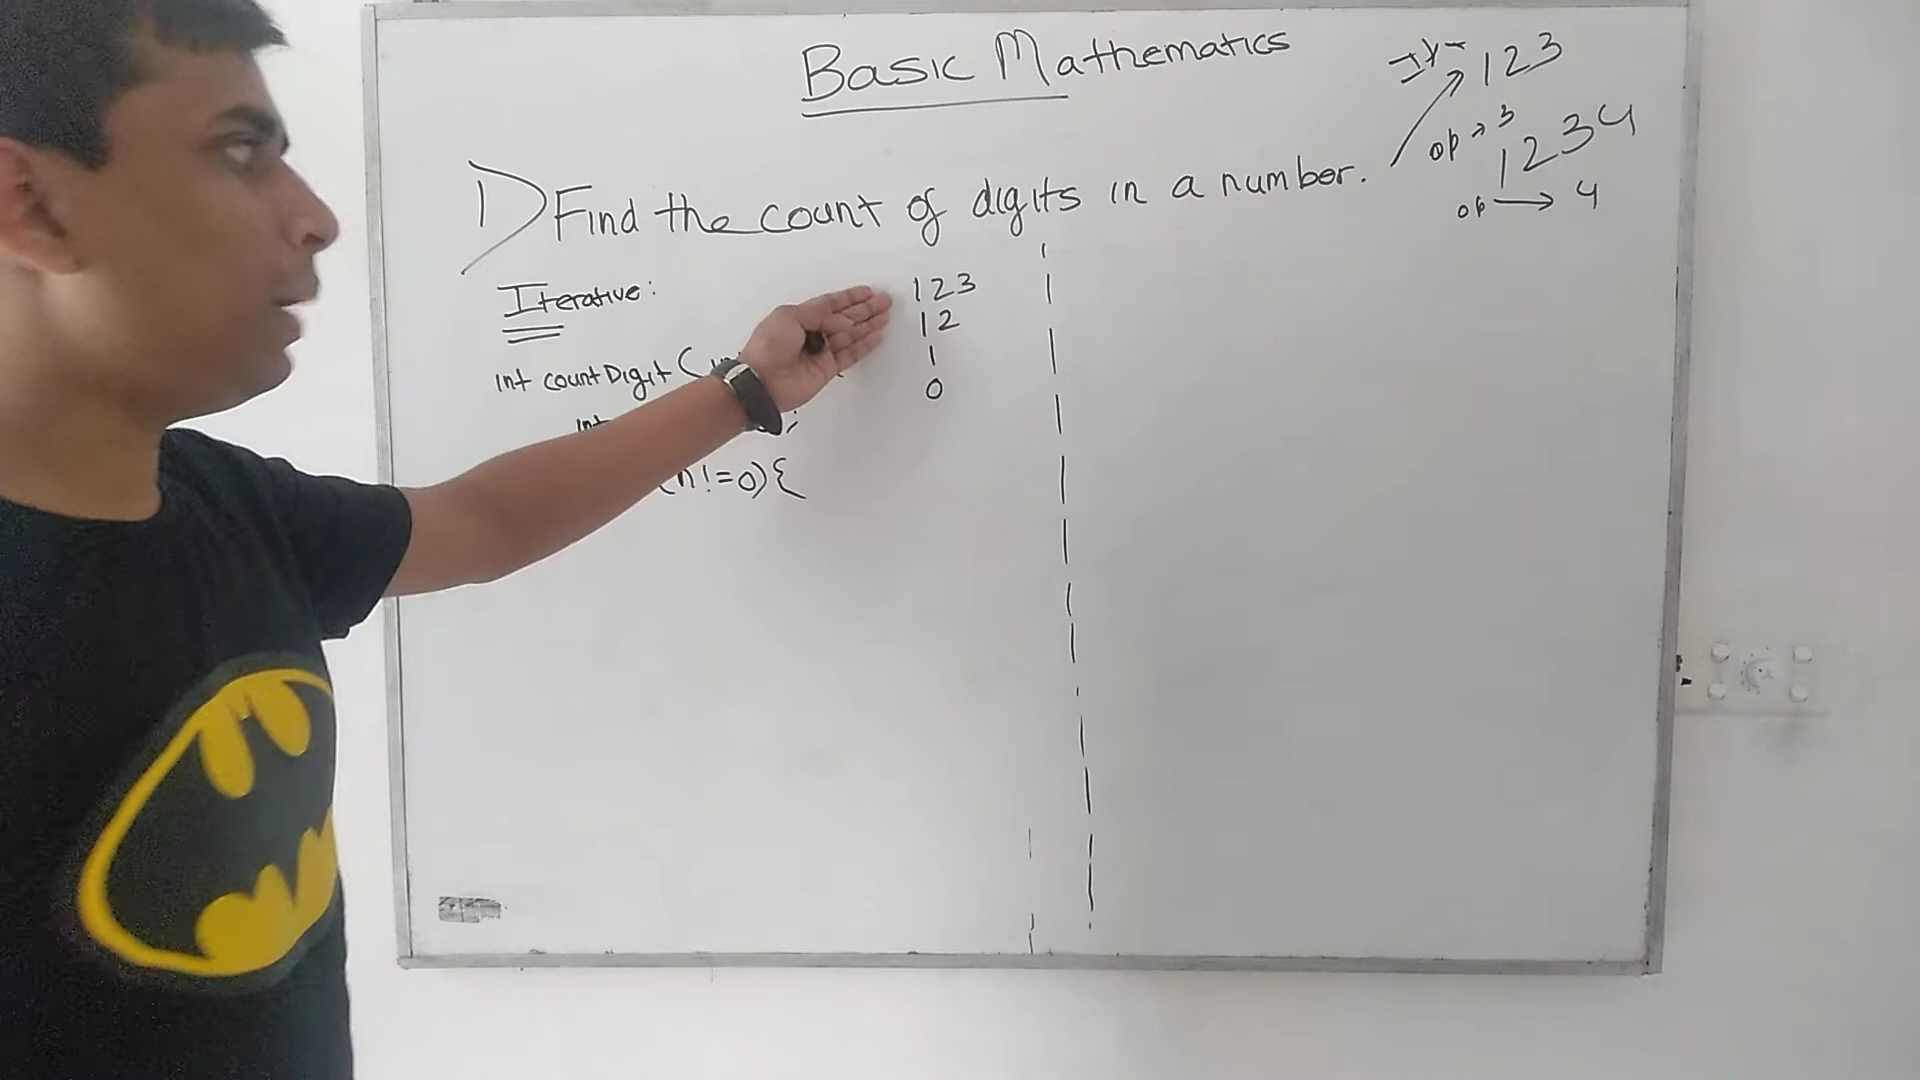 Basic Mathematics
1) Find the count of digits in a number.
123
op → 3
1234
op → 4
Iterative:
int countDigit (
int
(n!=0){
123
12
1
0